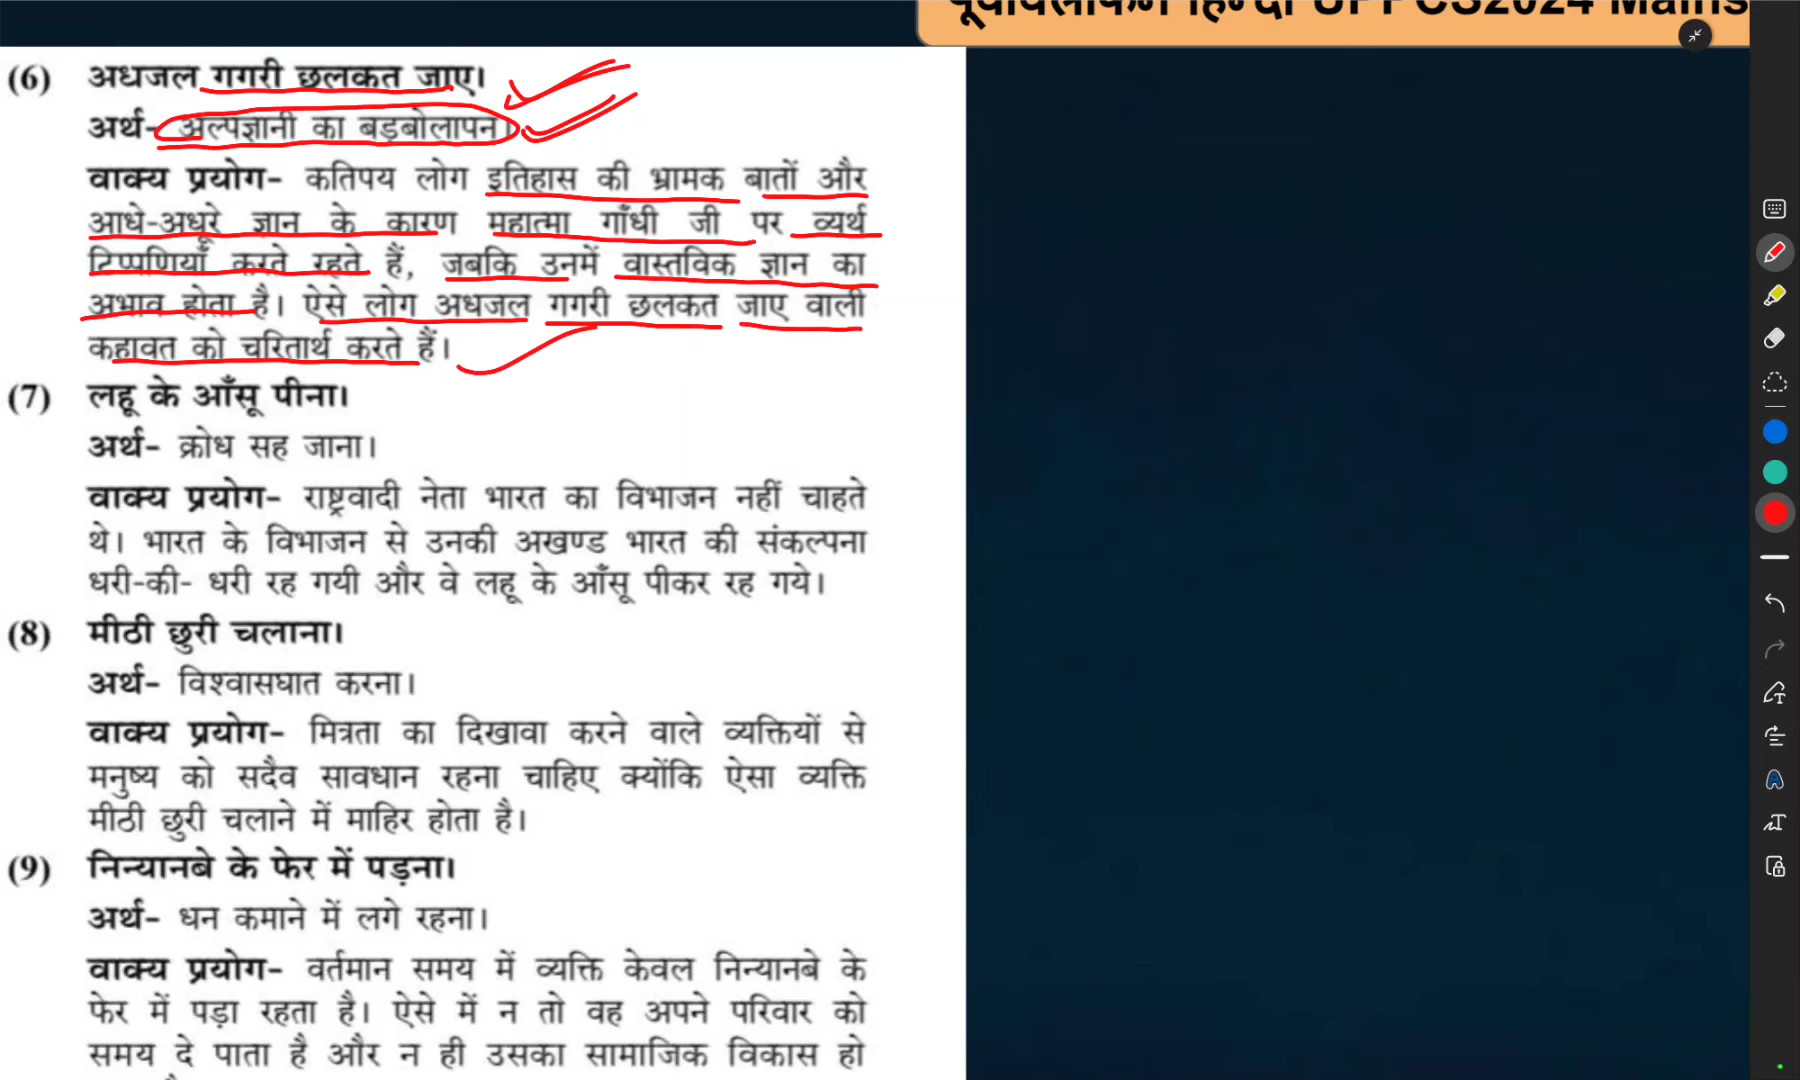 पूर्वावलोकन हिन्दी UPPCS2024 Mains
(6) अधजल गगरी छलकत जाए।
अर्थ- अल्पज्ञानी का बड़बोलापन।
वाक्य प्रयोग- कतिपय लोग इतिहास की भ्रामक बातों और
आधे-अधूरे ज्ञान के कारण महात्मा गाँधी जी पर व्यर्थ
टिप्पणियाँ करते रहते हैं, जबकि उनमें वास्तविक ज्ञान का
अभाव होता है। ऐसे लोग अधजल गगरी छलकत जाए वाली
कहावत को चरितार्थ करते हैं।
(7) लहू के आँसू पीना।
अर्थ- क्रोध सह जाना।
वाक्य प्रयोग- राष्ट्रवादी नेता भारत का विभाजन नहीं चाहते
थे। भारत के विभाजन से उनकी अखण्ड भारत की संकल्पना
धरी-की- धरी रह गयी और वे लहू के आँसू पीकर रह गये।
(8) मीठी छुरी चलाना।
अर्थ- विश्वासघात करना।
वाक्य प्रयोग- मित्रता का दिखावा करने वाले व्यक्तियों से
मनुष्य को सदैव सावधान रहना चाहिए क्योंकि ऐसा व्यक्ति
मीठी छुरी चलाने में माहिर होता है।
(9) निन्यानबे के फेर में पड़ना।
अर्थ- धन कमाने में लगे रहना।
वाक्य प्रयोग- वर्तमान समय में व्यक्ति केवल निन्यानबे के
फेर में पड़ा रहता है। ऐसे में न तो वह अपने परिवार को
समय दे पाता है और न ही उसका सामाजिक विकास हो